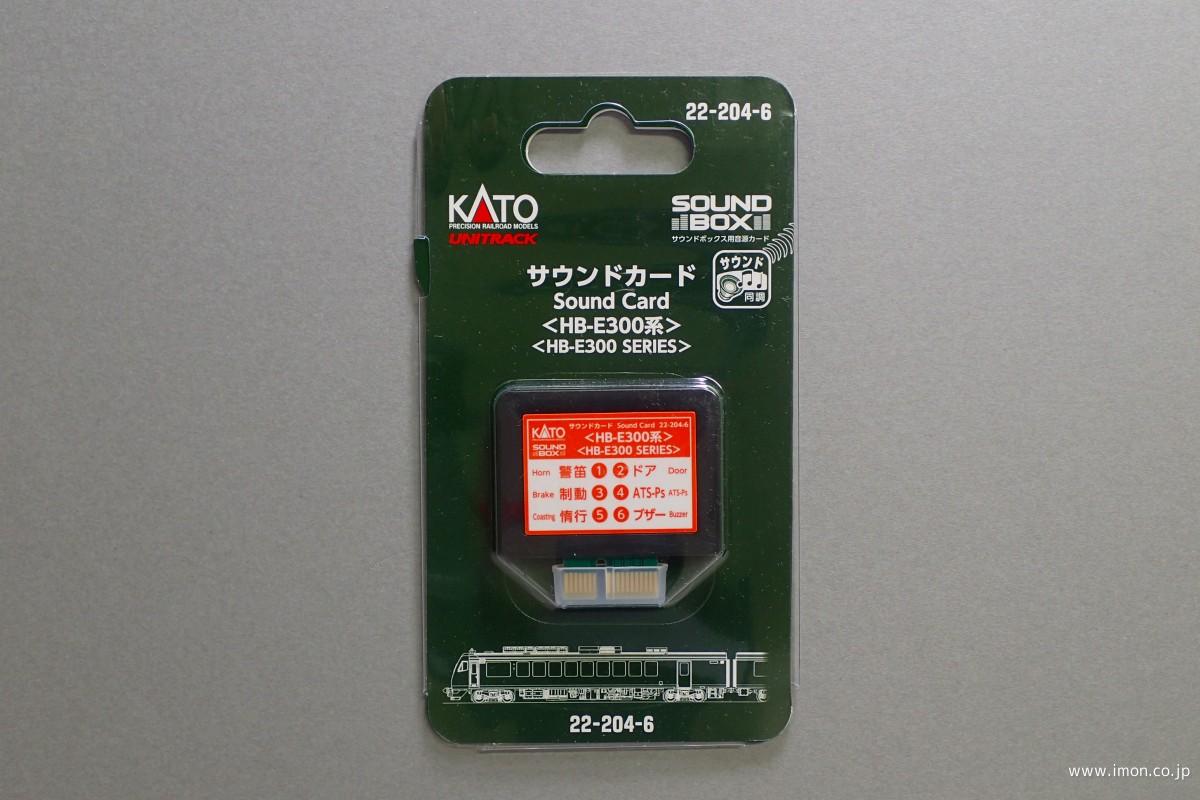 22-204-6
KATO
PRECISION RAILROAD MODELS
UNITRACK
SOUND
BOX
サウンドボックス用音源カード
サウンド
同調
サウンドカード
Sound Card
<HB-E300系>
<HB-E300 SERIES>
KATO
サウンドカード Sound Card 22-204-6
SOUND
BOX
<HB-E300系>
<HB-E300 SERIES>
Horn 警笛 1 2 ドア Door
Brake 制動 3 4 ATS-Ps ATS-Ps
Coasting 惰行 5 6 ブザー Buzzer
22-204-6
www.imon.co.jp